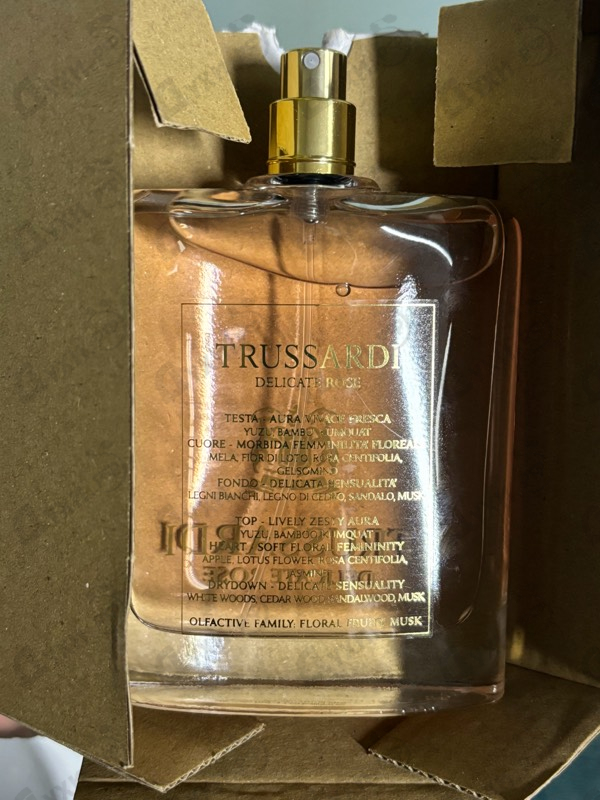 TRUSSARDI
DELICATE ROSE
TESTA - AURA VIVACE FRESCA
YUZU, BAMBÙ, KUMQUAT
CUORE - MORBIDA FEMMINILITÀ FLOREALE
MELA, FIOR DI LOTO, ROSA CENTIFOLIA,
GELSOMINO
FONDO - DELICATA SENSUALITA'
LEGNI BIANCHI, LEGNO DI CEDRO, SANDALO, MUSK
TOP - LIVELY ZESTY AURA
YUZU, BAMBOO, KUMQUAT
HEART - SOFT FLORAL FEMININITY
APPLE, LOTUS FLOWER, ROSA CENTIFOLIA,
JASMINE
DRYDOWN - DELICATE SENSUALITY
WHITE WOODS, CEDAR WOOD, SANDALWOOD, MUSK
OLFACTIVE FAMILY: FLORAL FRUITY MUSK